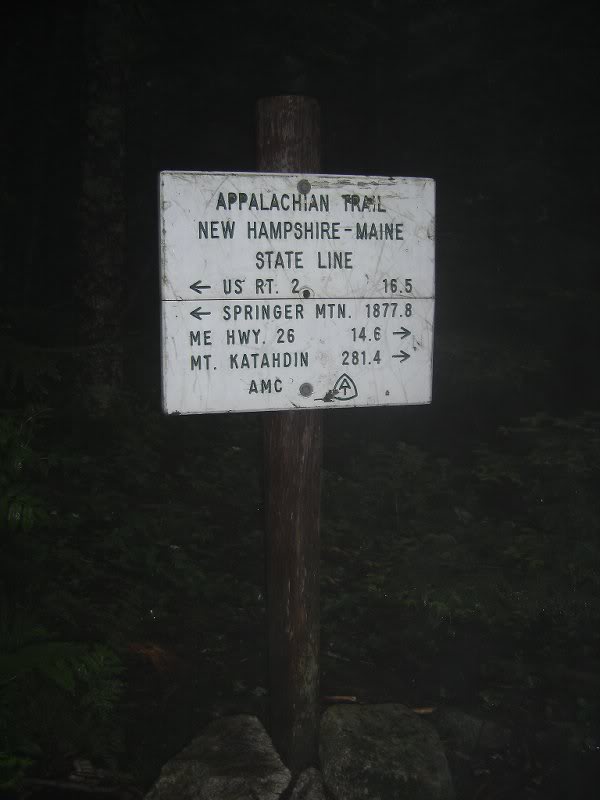 APPALACHIAN TRAIL
NEW HAMPSHIRE-MAINE
STATE LINE
← US RT. 2 16.5
← SPRINGER MTN. 1877.8
ME HWY. 26 14.6 →
MT. KATAHDIN 281.4 →
AMC